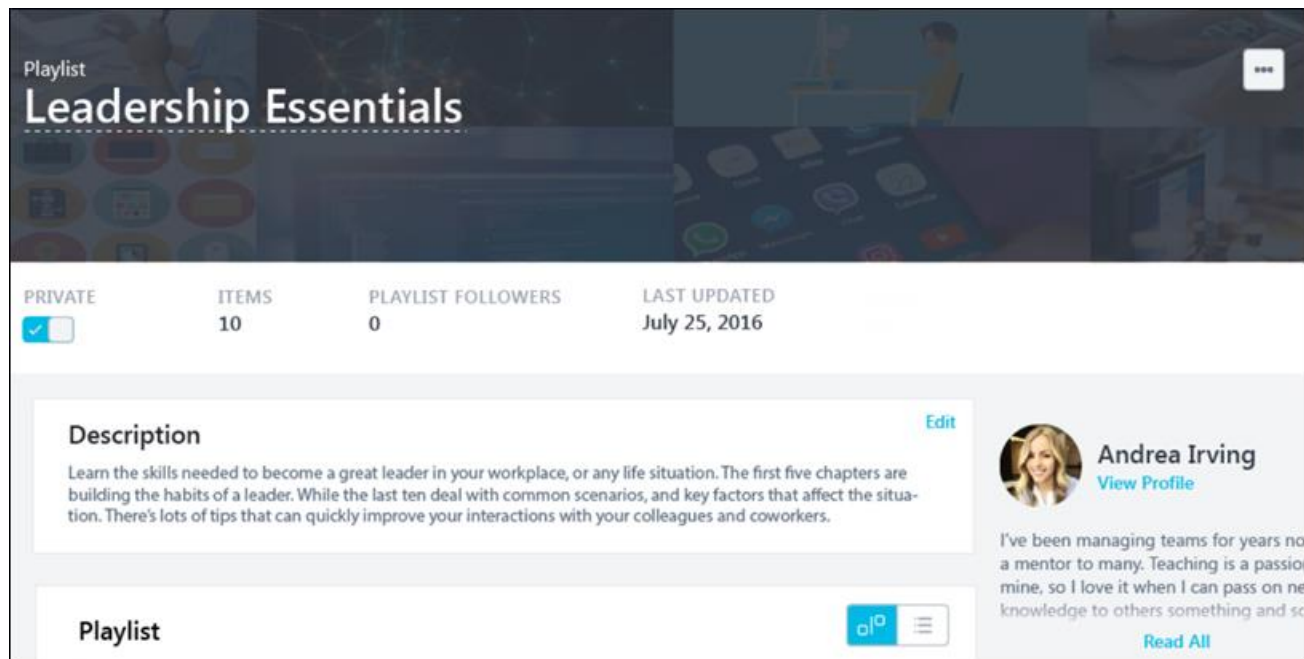 Playlist
Leadership Essentials
PRIVATE
ITEMS
PLAYLIST FOLLOWERS
LAST UPDATED
10
0
July 25, 2016
Description
Edit
Learn the skills needed to become a great leader in your workplace, or any life situation. The first five chapters are
building the habits of a leader. While the last ten deal with common scenarios, and key factors that affect the situa-
tion. There's lots of tips that can quickly improve your interactions with your colleagues and coworkers.
Andrea Irving
View Profile
I've been managing teams for years no
a mentor to many. Teaching is a passio
mine, so I love it when I can pass on ne
knowledge to others something and so
Read All
Playlist